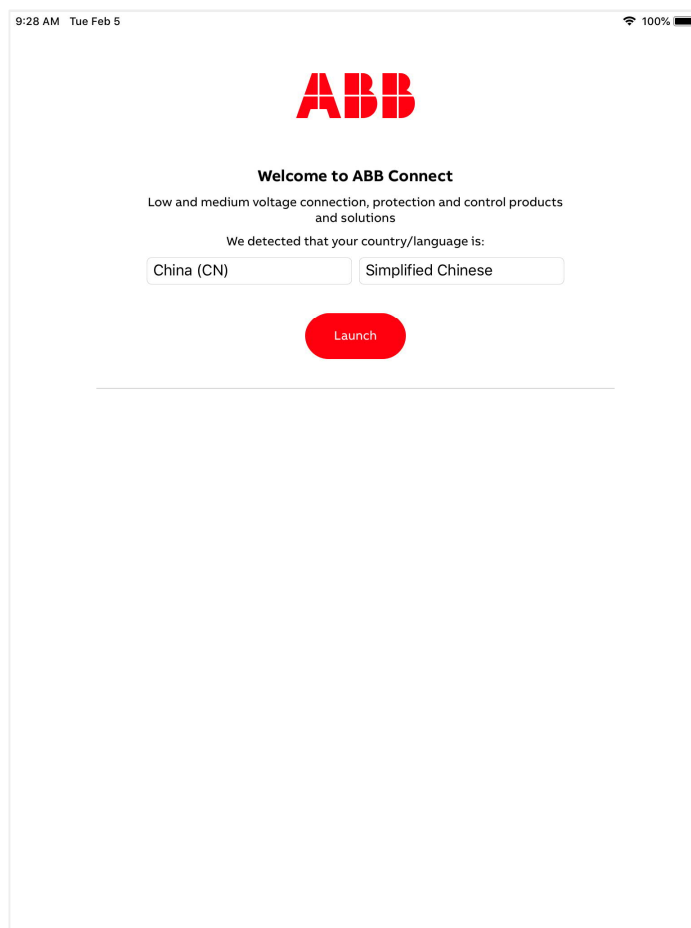 9:28 AM Tue Feb 5 100%
ABB
Welcome to ABB Connect
Low and medium voltage connection, protection and control products
and solutions
We detected that your country/language is:
China (CN) Simplified Chinese
Launch